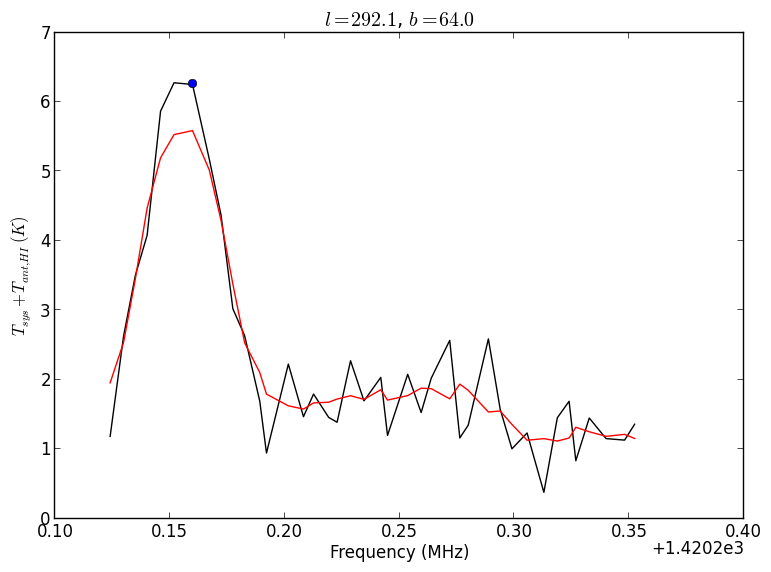 l = 292.1, b = 64.0
7
6
5
4
3
2
1
0
T_sys + T_ant,HI (K)
0.10 0.15 0.20 0.25 0.30 0.35 0.40
+1.4202e3
Frequency (MHz)